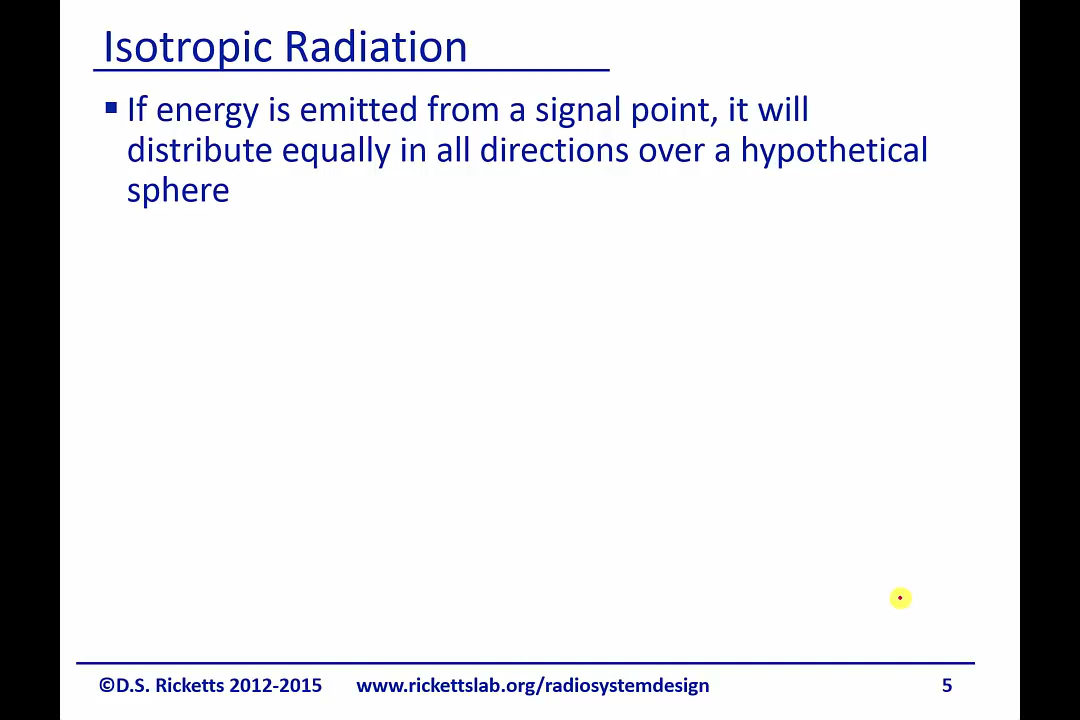 Isotropic Radiation
▪ If energy is emitted from a signal point, it will
distribute equally in all directions over a hypothetical
sphere
©D.S. Ricketts 2012-2015 www.rickettslab.org/radiosystemdesign 5